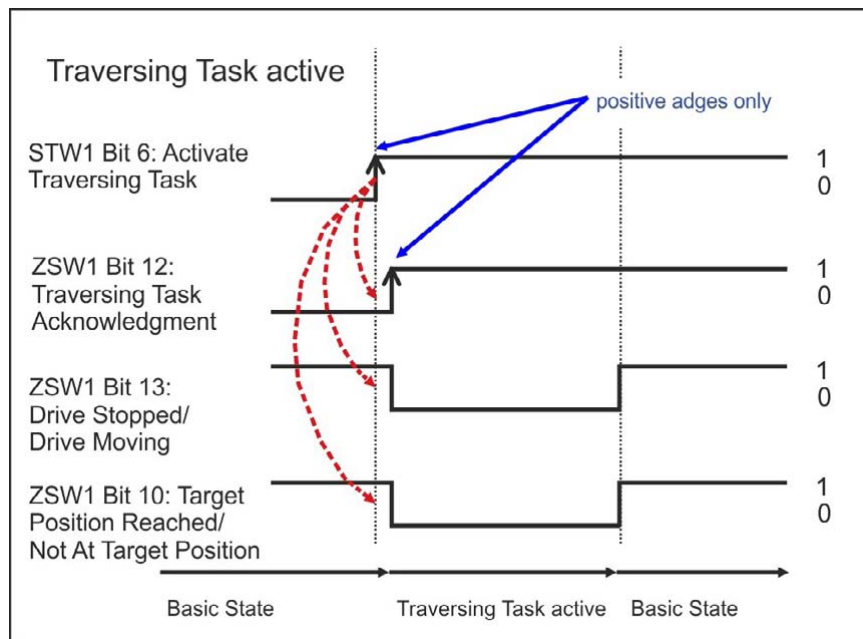 Traversing Task active
positive adges only
STW1 Bit 6: Activate
Traversing Task
1
0
ZSW1 Bit 12:
Traversing Task
Acknowledgment
1
0
ZSW1 Bit 13:
Drive Stopped/
Drive Moving
1
0
ZSW1 Bit 10: Target
Position Reached/
Not At Target Position
1
0
Basic State
Traversing Task active
Basic State